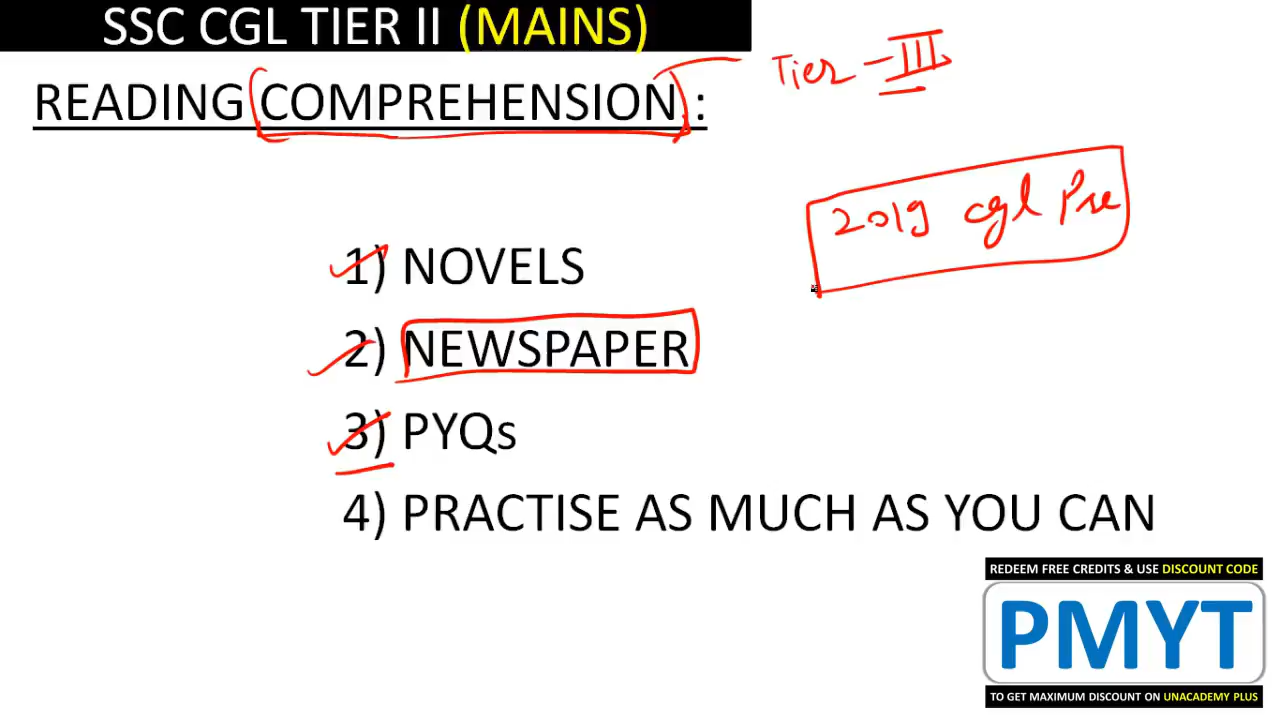 SSC CGL TIER II (MAINS)
READING COMPREHENSION :
Tier - III
2019 cgl Pre
1) NOVELS
2) NEWSPAPER
3) PYQs
4) PRACTISE AS MUCH AS YOU CAN
REDEEM FREE CREDITS & USE DISCOUNT CODE
PMYT
TO GET MAXIMUM DISCOUNT ON UNACADEMY PLUS